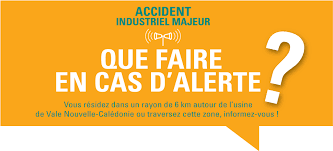 ACCIDENT
INDUSTRIEL MAJEUR
QUE FAIRE
EN CAS D'ALERTE ?
Vous résidez dans un rayon de 6 km autour de l'usine
de Vale Nouvelle-Calédonie ou traversez cette zone, informez-vous !